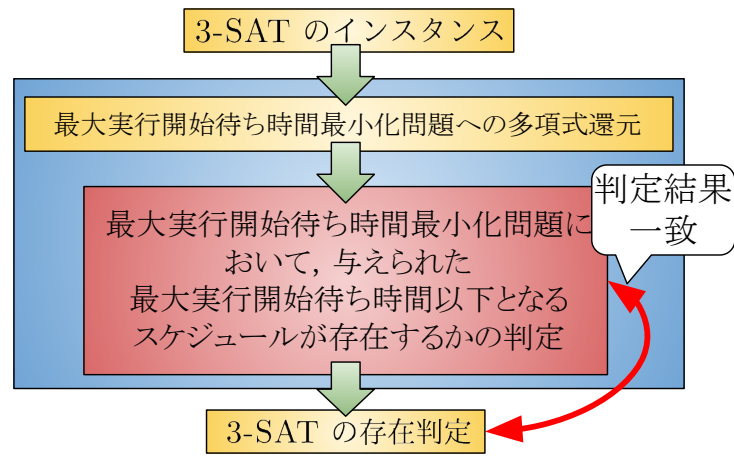 3-SAT のインスタンス
最大実行開始待ち時間最小化問題への多項式還元
判定結果
一致
最大実行開始待ち時間最小化問題に
おいて, 与えられた
最大実行開始待ち時間以下となる
スケジュールが存在するかの判定
3-SAT の存在判定